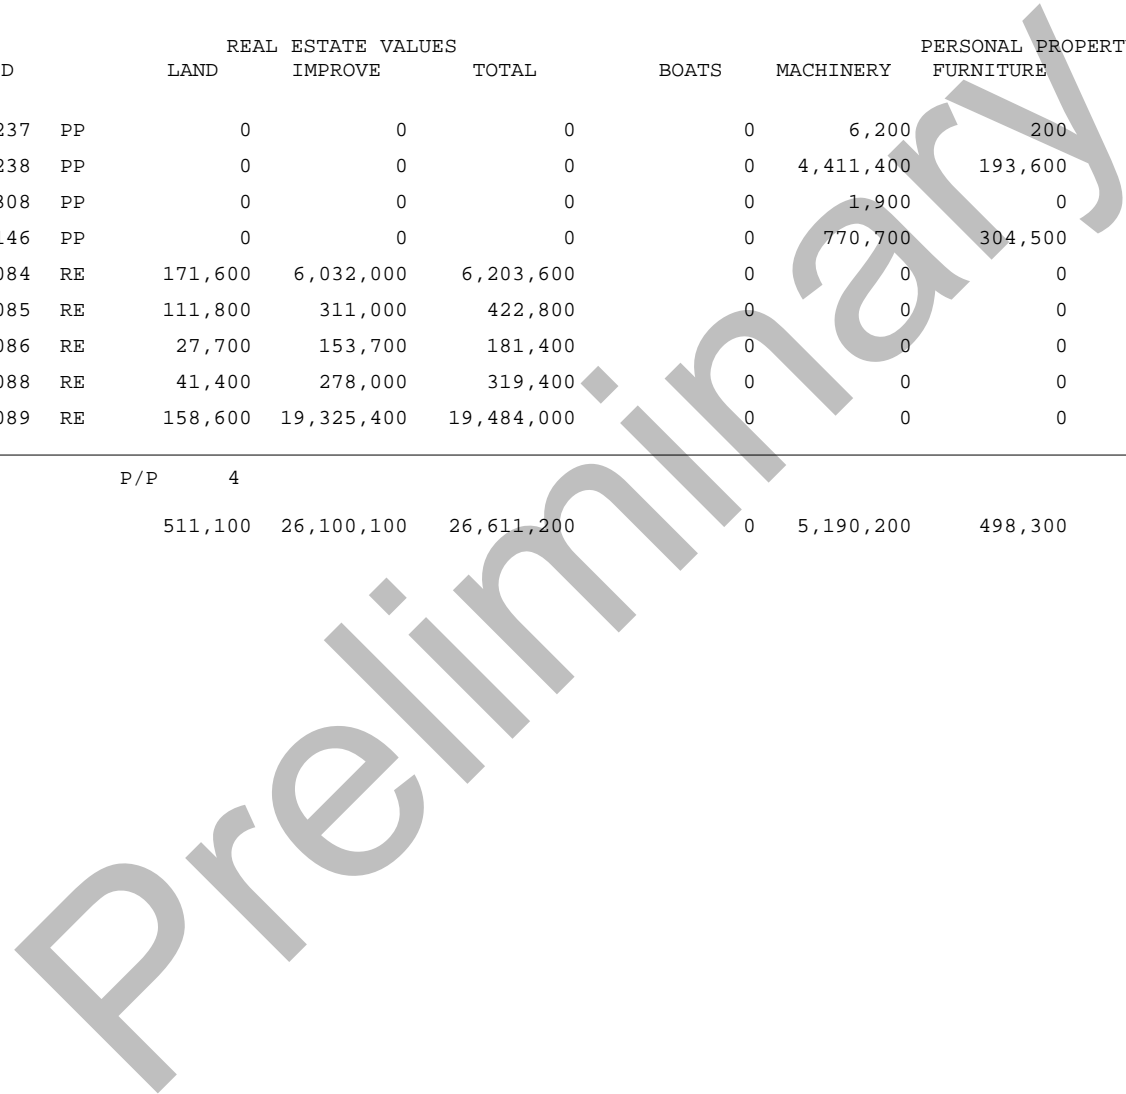 REAL ESTATE VALUES PERSONAL PROPERT
D LAND IMPROVE TOTAL BOATS MACHINERY FURNITURE
237 PP 0 0 0 0 6,200 200
238 PP 0 0 0 0 4,411,400 193,600
308 PP 0 0 0 0 1,900 0
146 PP 0 0 0 0 770,700 304,500
084 RE 171,600 6,032,000 6,203,600 0 0 0
085 RE 111,800 311,000 422,800 0 0 0
086 RE 27,700 153,700 181,400 0 0 0
088 RE 41,400 278,000 319,400 0 0 0
089 RE 158,600 19,325,400 19,484,000 0 0 0
P/P 4
511,100 26,100,100 26,611,200 0 5,190,200 498,300
Preliminary